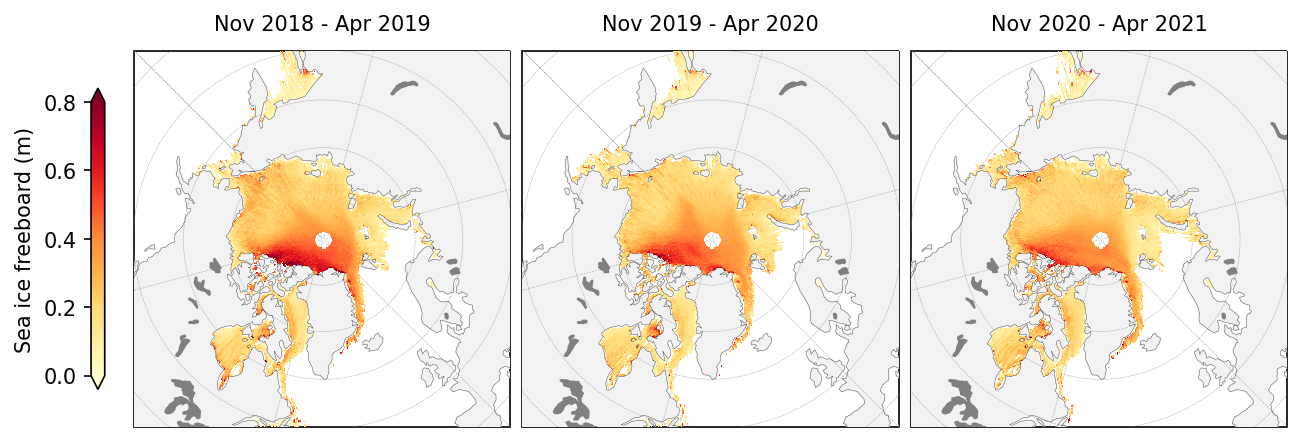 Nov 2018 - Apr 2019
Nov 2019 - Apr 2020
Nov 2020 - Apr 2021
Sea ice freeboard (m)
0.8
0.6
0.4
0.2
0.0